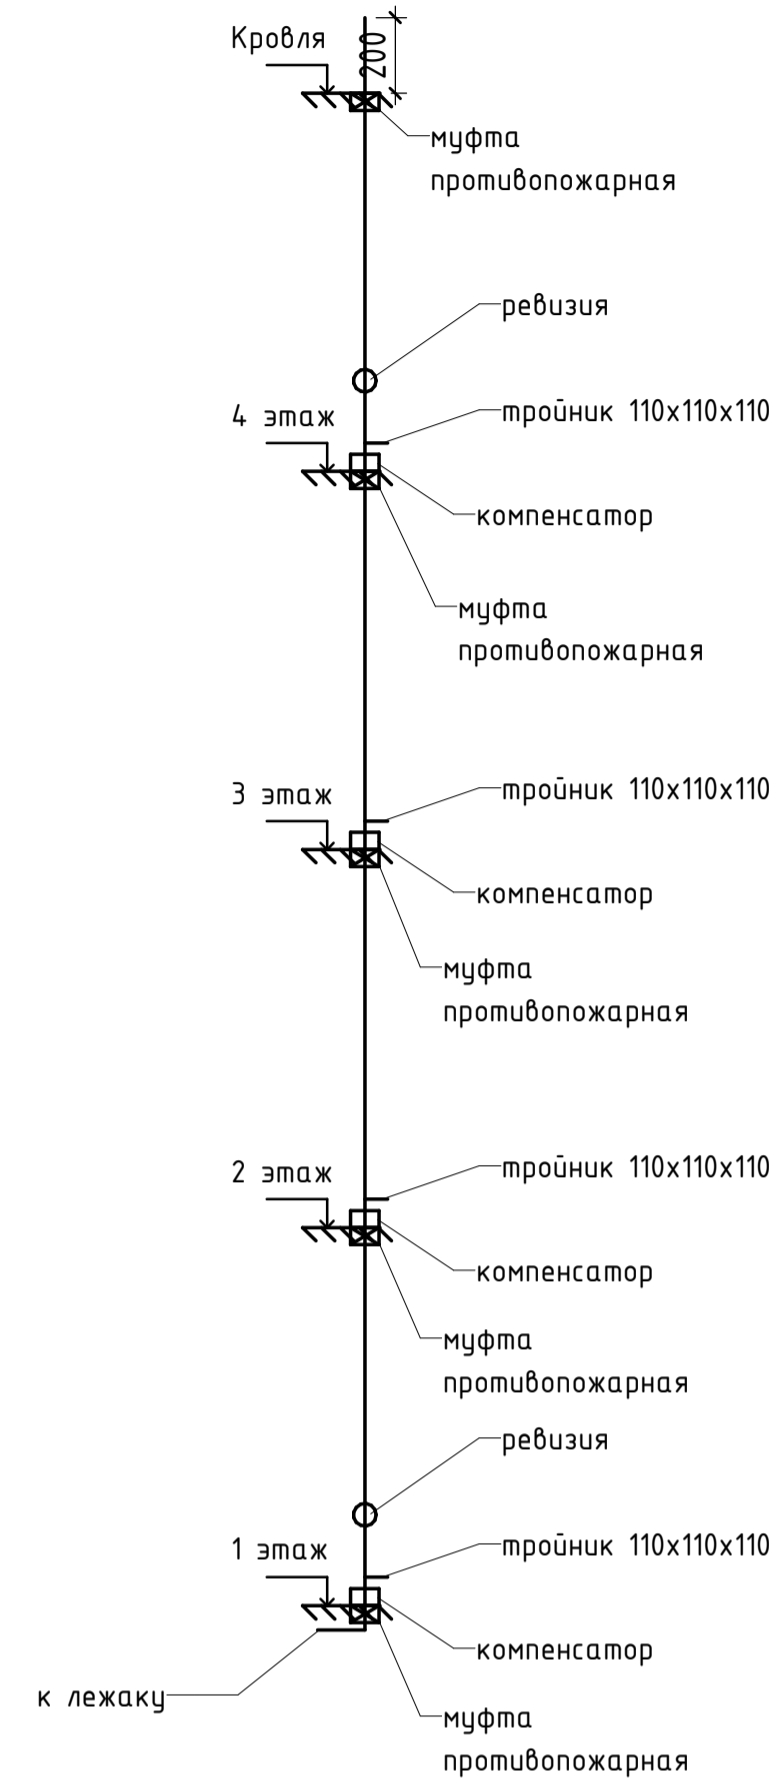 Кровля
200
муфта
противопожарная
ревизия
4 этаж
тройник 110х110х110
компенсатор
муфта
противопожарная
3 этаж
тройник 110х110х110
компенсатор
муфта
противопожарная
2 этаж
тройник 110х110х110
компенсатор
муфта
противопожарная
ревизия
1 этаж
тройник 110х110х110
компенсатор
к лежаку
муфта
противопожарная